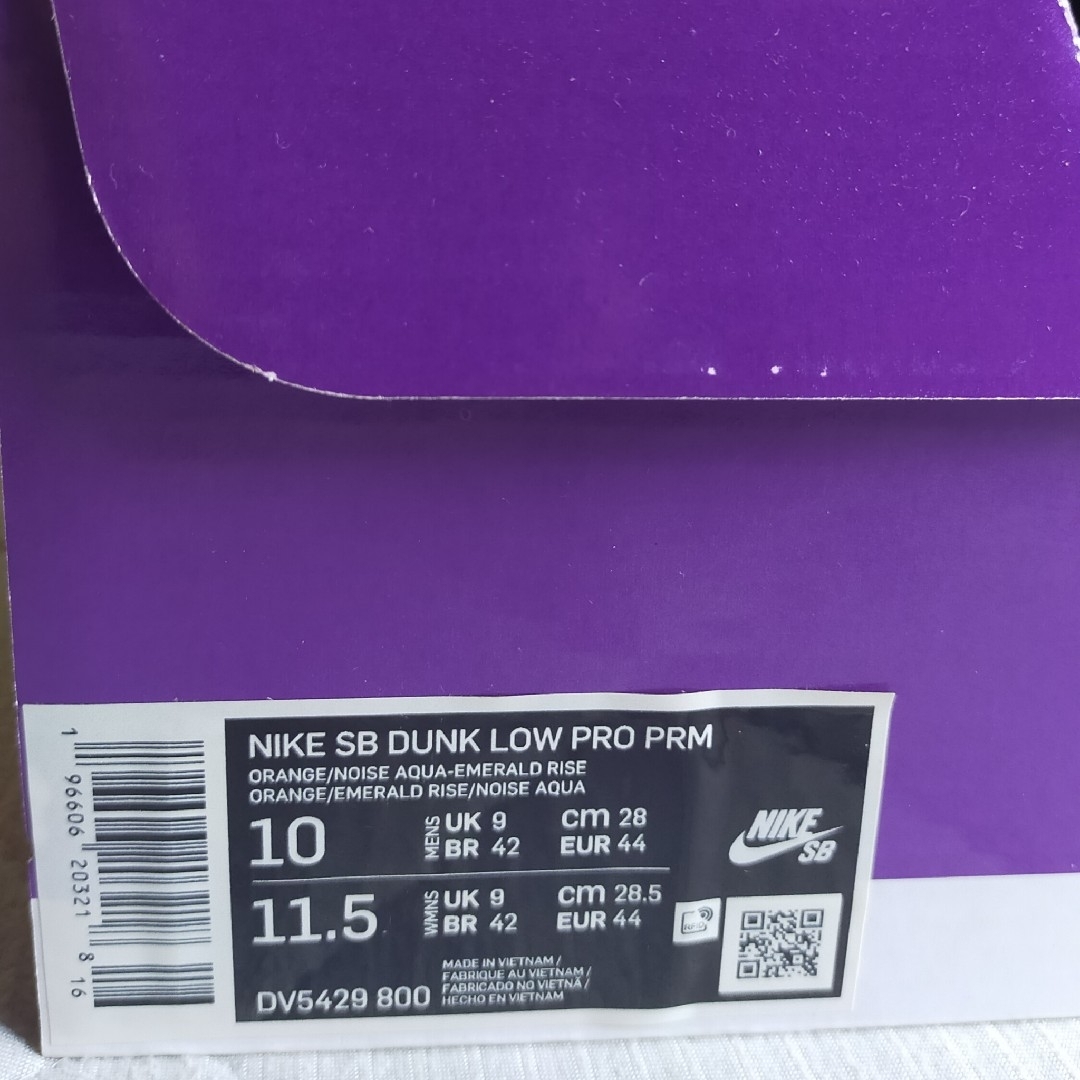 NIKE SB DUNK LOW PRO PRM
ORANGE/NOISE AQUA-EMERALD RISE
ORANGE/EMERALD RISE/NOISE AQUA
10 MENS UK 9 cm 28
BR 42 EUR 44
11.5 WMNS UK 9 cm 28.5
BR 42 EUR 44
NIKE
SB
MADE IN VIETNAM /
FABRIQUE AU VIETNAM /
FABRICADO NO VIETNÃ /
HECHO EN VIETNAM
DV5429 800
1 96606 20321 8 16